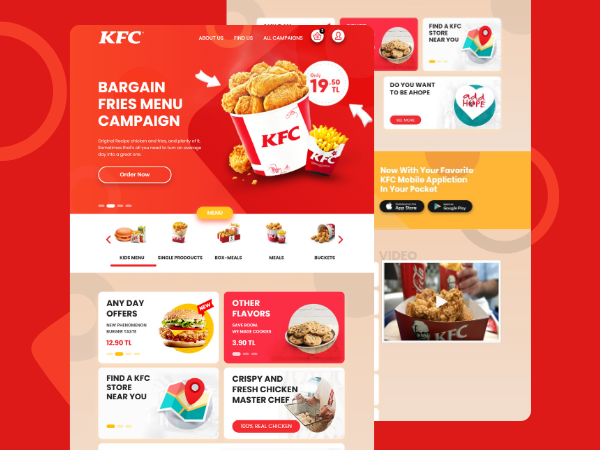 KFC
ABOUT US FIND US ALL CAMPAIGNS
BARGAIN
FRIES MENU
CAMPAIGN
Original Recipe chicken and fries, and plenty of it.
Sometimes that's all you need to turn an average
day into a great one.
Order Now
Only
19.50
TL
KFC
KFC
MENU
KIDS MENU SINGLE PRODOUCTS BOX-MEALS MEALS BUCKETS
ANY DAY
OFFERS
NEW PHENOMENON
BURGER TASTE
12.90 TL
NEW
OTHER
FLAVORS
SAVE ROOM
WE MADE COOKIES
3.90 TL
FIND A KFC
STORE
NEAR YOU
CRISPY AND
FRESH CHICKEN
MASTER CHEF
100% REAL CHICKEN
FIND A KFC
STORE
NEAR YOU
DO YOU WANT
TO BE AHOPE
SEE MORE
add
HOPE
Now With Your Favorite
KFC Mobile Appliction
In Your Pocket
App Store
Google Play
VIDEO
KFC